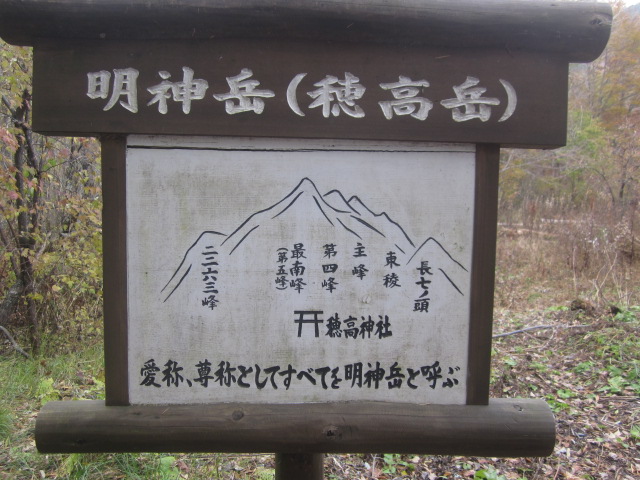 明神岳(穂高岳)
二二六三峰
最南峰
(第五峰)
第四峰
主峰
東稜
長七ノ頭
穂高神社
愛称、尊称としてすべてを明神岳と呼ぶ